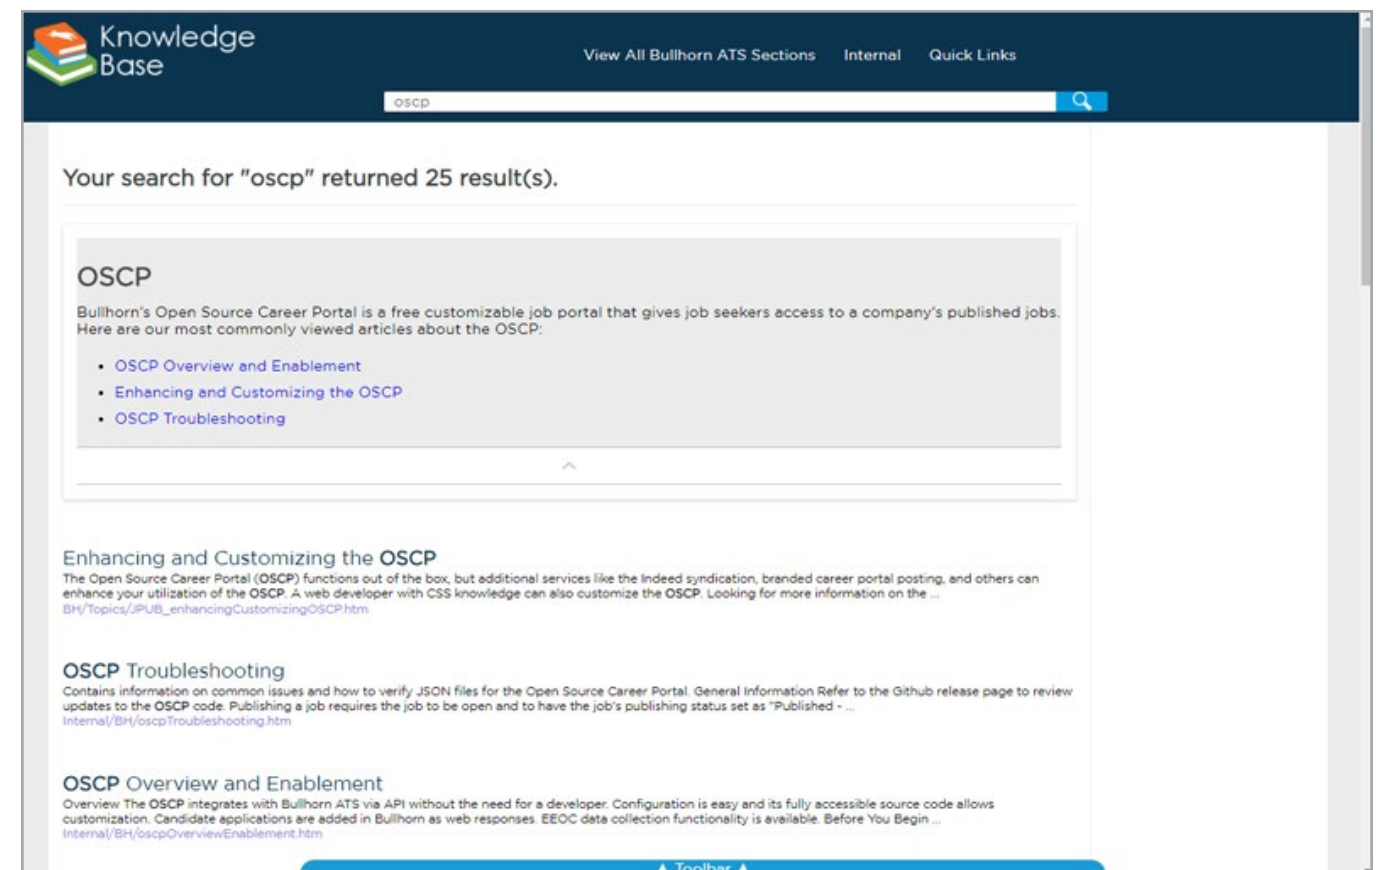 Knowledge
Base
View All Bullhorn ATS Sections Internal Quick Links
oscp
Your search for "oscp" returned 25 result(s).
OSCP
Bullhorn's Open Source Career Portal is a free customizable job portal that gives job seekers access to a company's published jobs.
Here are our most commonly viewed articles about the OSCP:
• OSCP Overview and Enablement
• Enhancing and Customizing the OSCP
• OSCP Troubleshooting
Enhancing and Customizing the OSCP
The Open Source Career Portal (OSCP) functions out of the box, but additional services like the Indeed syndication, branded career portal posting, and others can
enhance your utilization of the OSCP. A web developer with CSS knowledge can also customize the OSCP. Looking for more information on the ...
BH/Topics/JPUB_enhancingCustomizingOSCP.htm
OSCP Troubleshooting
Contains information on common issues and how to verify JSON files for the Open Source Career Portal. General Information Refer to the Github release page to review
updates to the OSCP code. Publishing a job requires the job to be open and to have the job's publishing status set as "Published - ...
Internal/BH/oscpTroubleshooting.htm
OSCP Overview and Enablement
Overview The OSCP integrates with Bullhorn ATS via API without the need for a developer. Configuration is easy and its fully accessible source code allows
customization. Candidate applications are added in Bullhorn as web responses. EEOC data collection functionality is available. Before You Begin ...
Internal/BH/oscpOverviewEnablement.htm
▲ Toolbar ▲